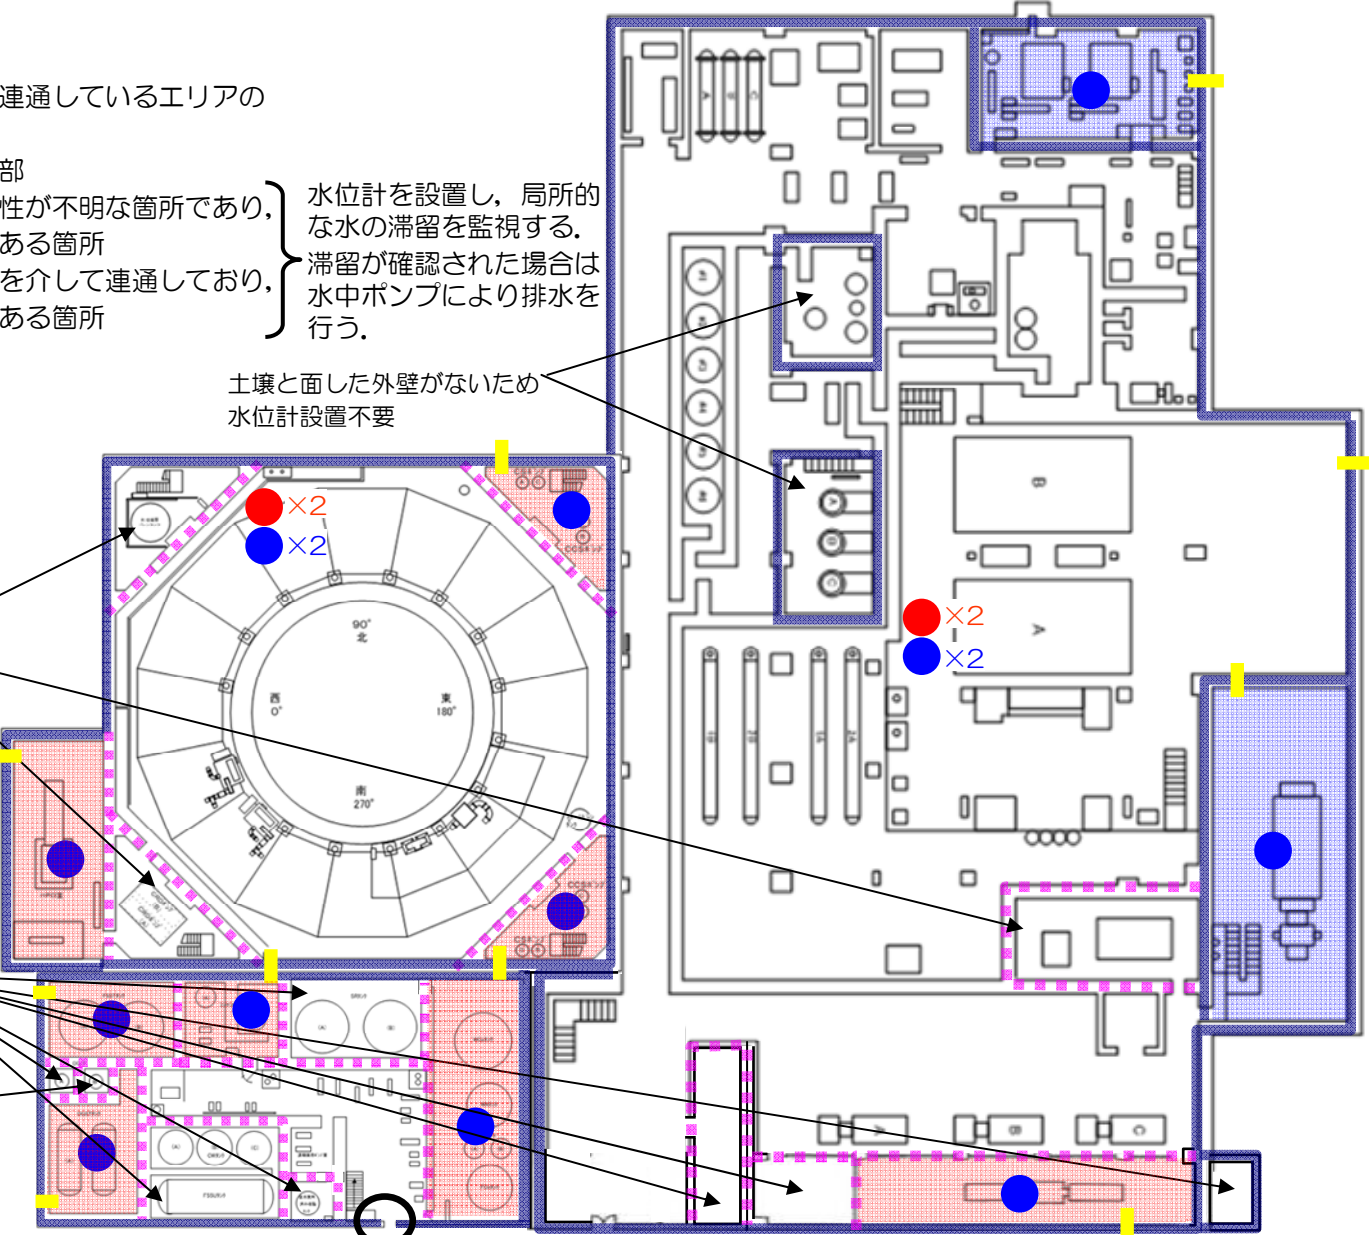 連通しているエリアの
部
性が不明な箇所であり，
ある箇所
を介して連通しており，
ある箇所
水位計を設置し，局所的
な水の滞留を監視する．
滞留が確認された場合は
水中ポンプにより排水を
行う．
土壌と面した外壁がないため
水位計設置不要
A
B
C
×2
×2
90°
北
西
0°
東
180°
南
270°
B
A
×2
×2
1B
2B
1A
2A
(A)
(B)
(A)
(C)
A
B
C
A
B
C